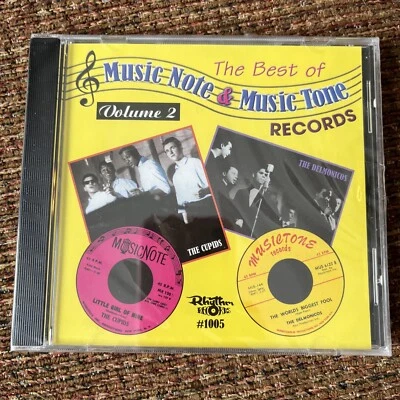 The Best of
Music Note & Music Tone
Volume 2
RECORDS
THE DELMONICOS
THE CUPIDS
MUSICNOTE
LITTLE GIRL OF MINE
THE CUPIDS
Rhythm
RECORDS
#1005
MUSICTONE
records
THE WORLDS BIGGEST FOOL
THE DELMONICOS